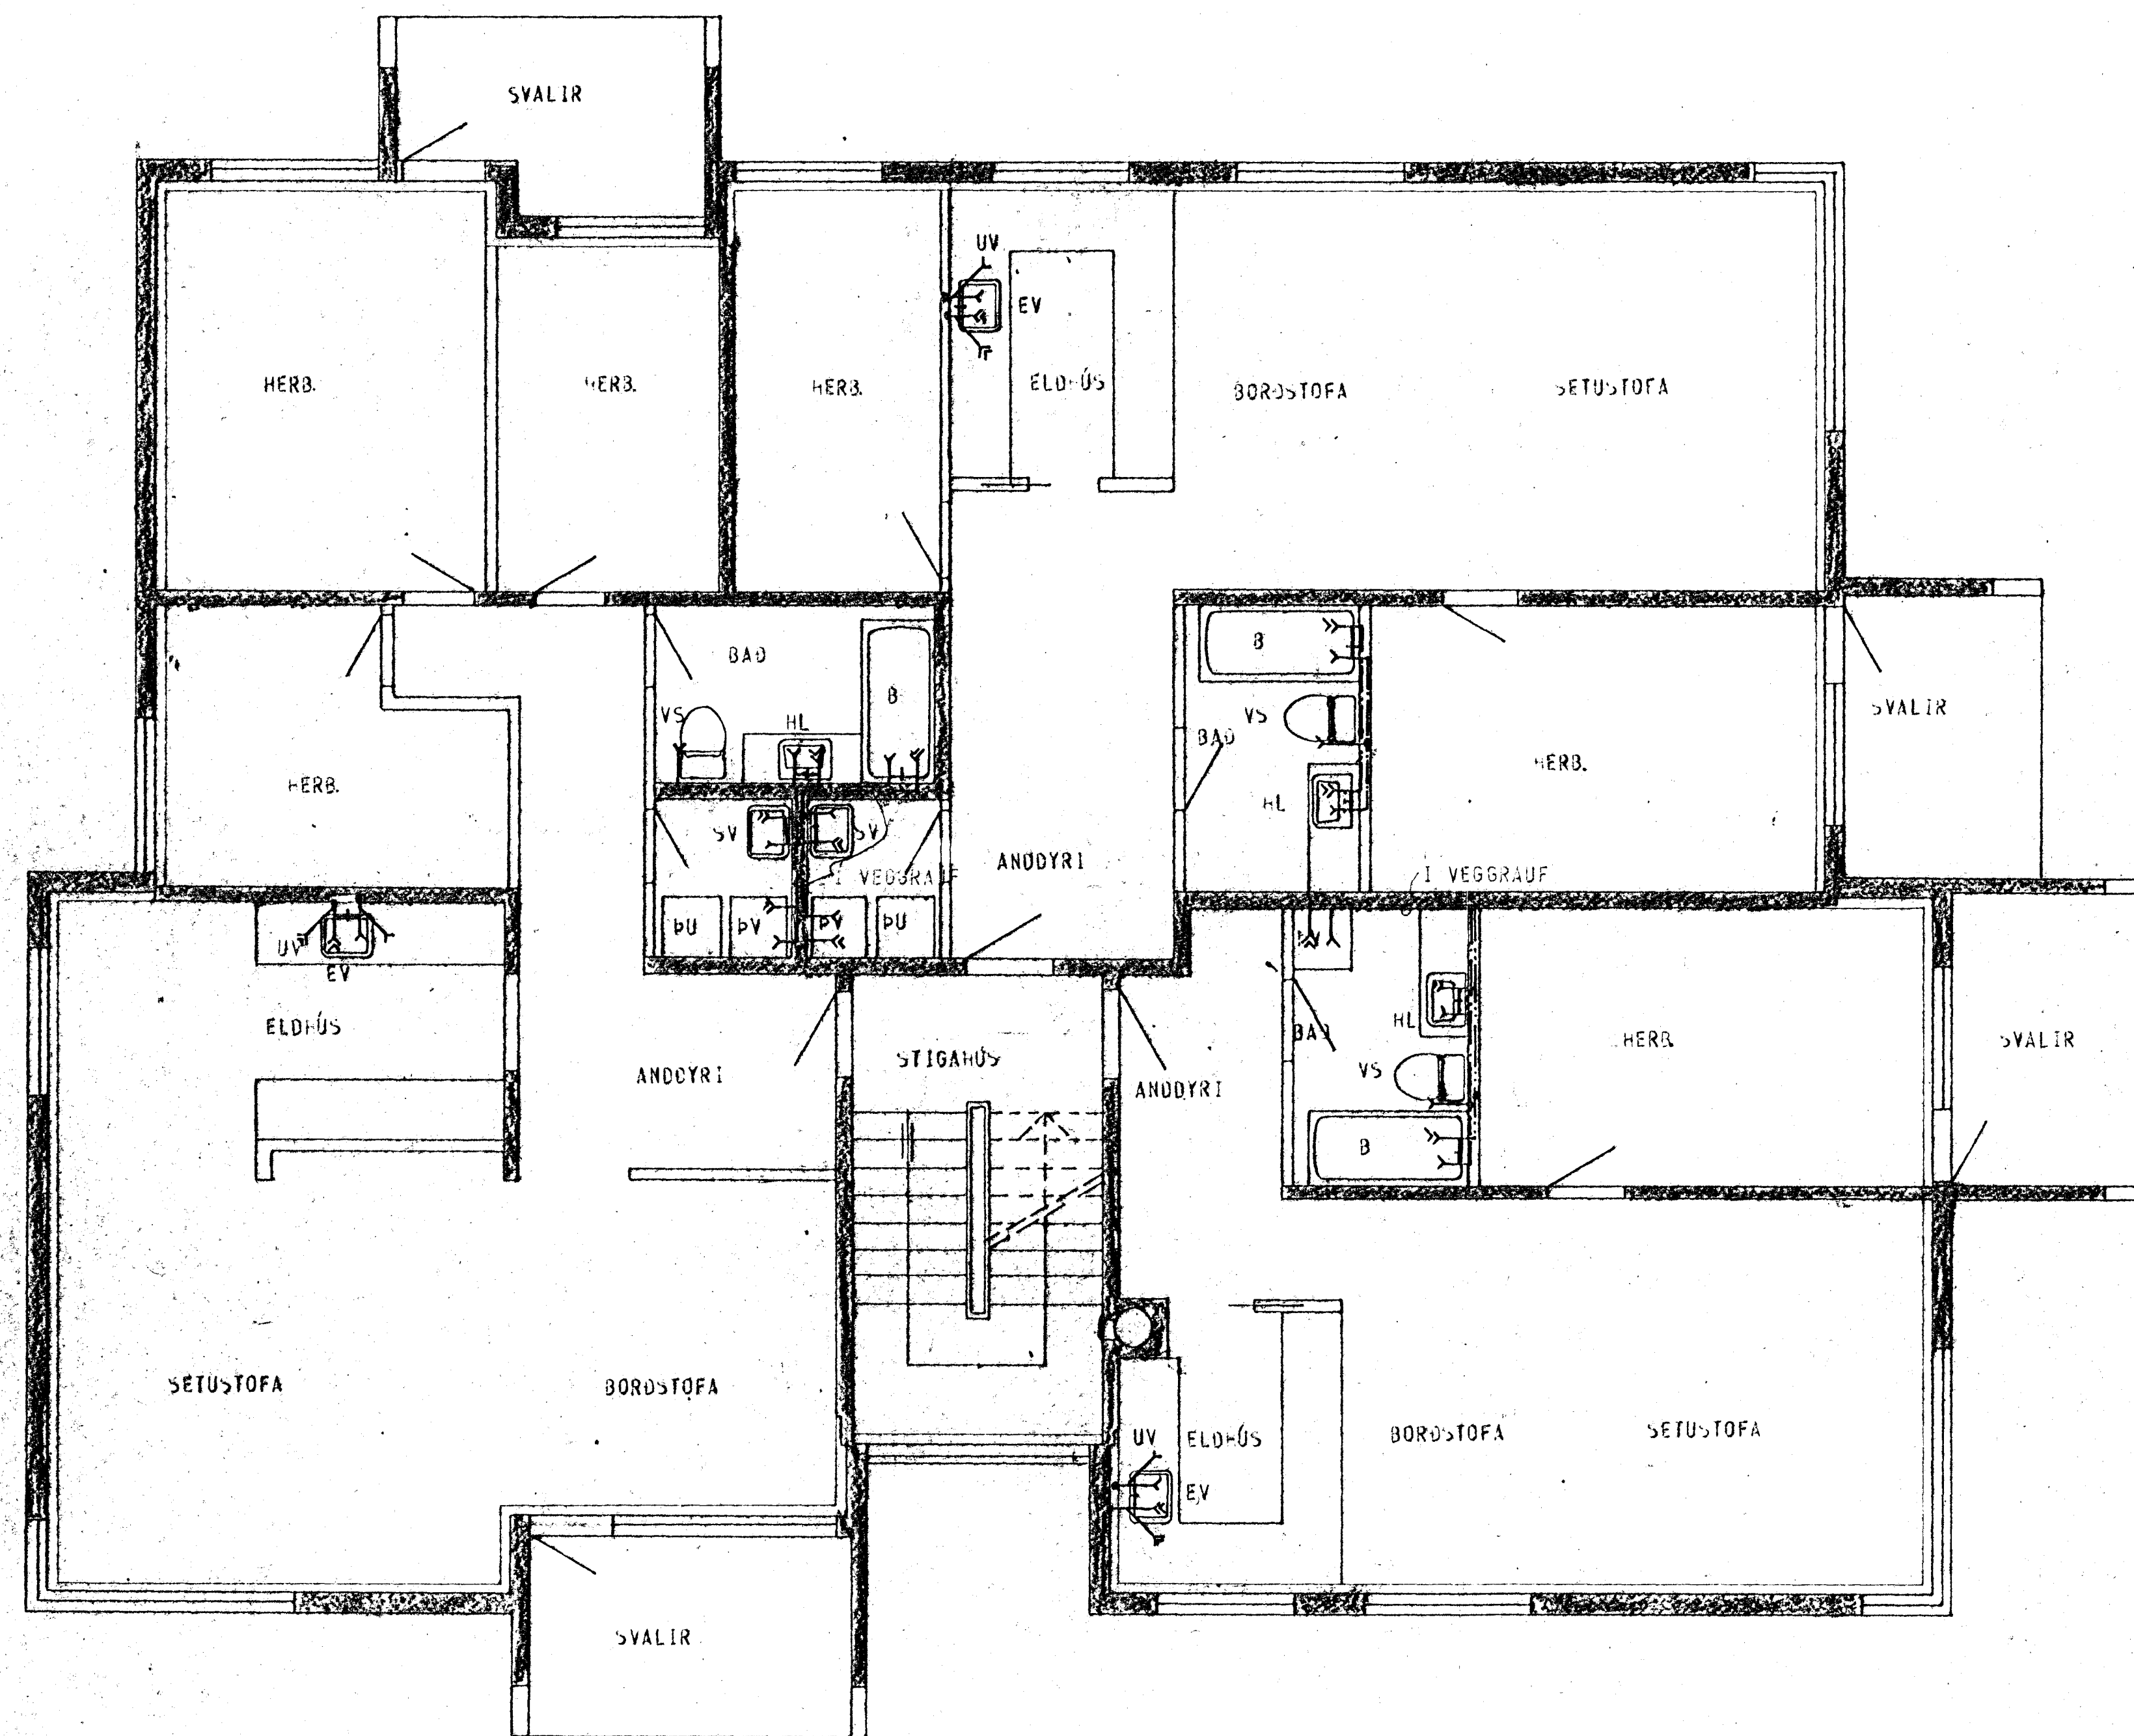 SVALIR
UV
EV
HERB.
HERB.
HERB.
ELDHÚS
BORÐSTOFA
SETUSTOFA
BAÐ
B
VS
HL
B
VS
BAÐ
HL
HERB.
SVALIR
HERB.
SV
SV
Í VEGGRAUF
ANDDYRI
Í VEGGRAUF
ÞU
ÞV
ÞV
ÞU
UV
EV
ELDHÚS
ANDDYRI
STIGAHÚS
ANDDYRI
BAÐ
HL
VS
B
HERB.
SVALIR
SETUSTOFA
BORÐSTOFA
UV
ELDHÚS
EV
BORÐSTOFA
SETUSTOFA
SVALIR